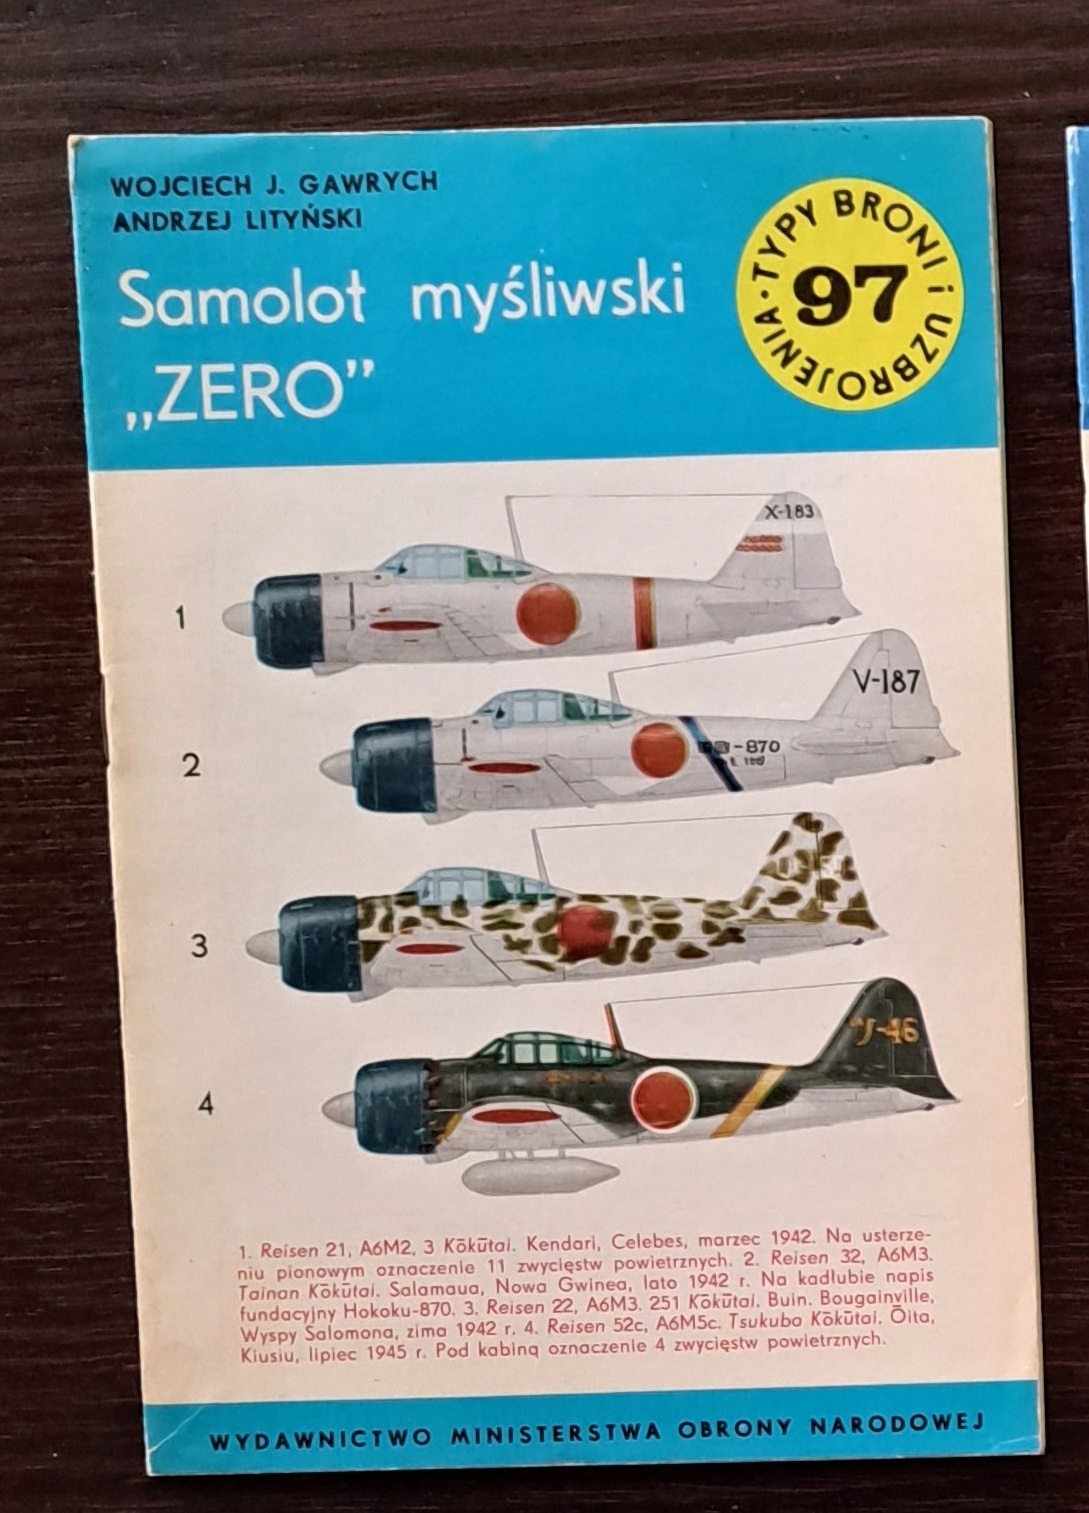 WOJCIECH J. GAWRYCH
ANDRZEJ LITYŃSKI
Samolot myśliwski
„ZERO”
TYPY BRONI i UZBROJENIA •
97
X-183
1
V-187
2
-870
3
4
-46
1. Reisen 21, A6M2, 3 Kōkūtai. Kendari, Celebes, marzec 1942. Na usterze-
niu pionowym oznaczenie 11 zwycięstw powietrznych. 2. Reisen 32, A6M3.
Tainan Kōkūtai. Salamaua, Nowa Gwinea, lato 1942 r. Na kadłubie napis
fundacyjny Hokoku-870. 3. Reisen 22, A6M3. 251 Kōkūtai. Buin. Bougainville,
Wyspy Salomona, zima 1942 r. 4. Reisen 52c, A6M5c. Tsukuba Kōkūtai. Ōita,
Kiusiu, lipiec 1945 r. Pod kabiną oznaczenie 4 zwycięstw powietrznych.
WYDAWNICTWO MINISTERSTWA OBRONY NARODOWEJ